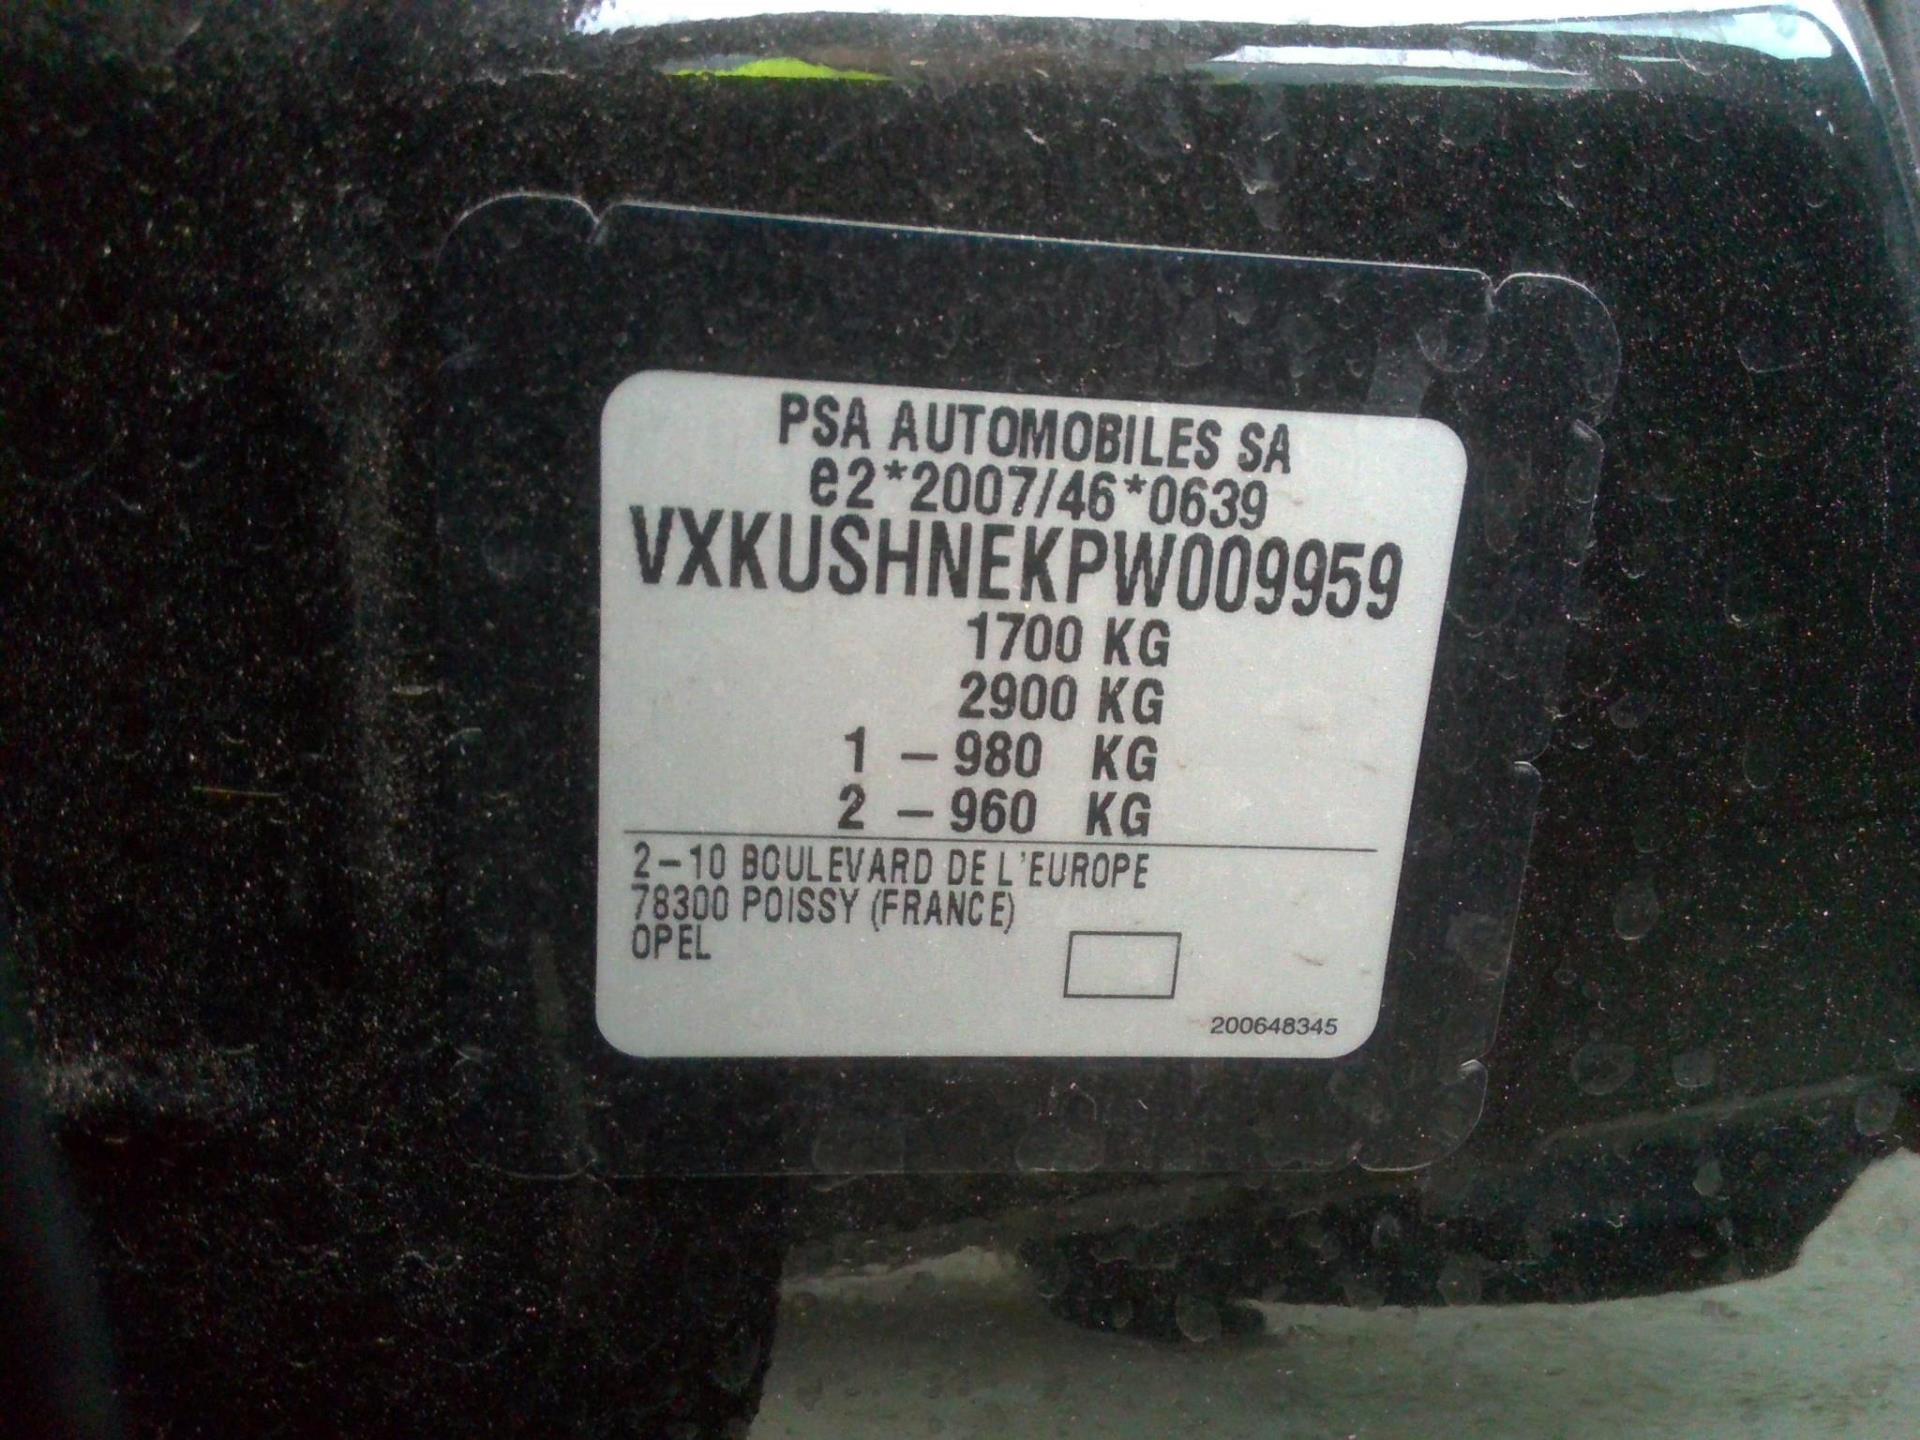 PSA AUTOMOBILES SA
e2*2007/46*0639
VXKUSHNEKPW009959
1700 KG
2900 KG
1 – 980 KG
2 – 960 KG
2–10 BOULEVARD DE L'EUROPE
78300 POISSY (FRANCE)
OPEL
200648345